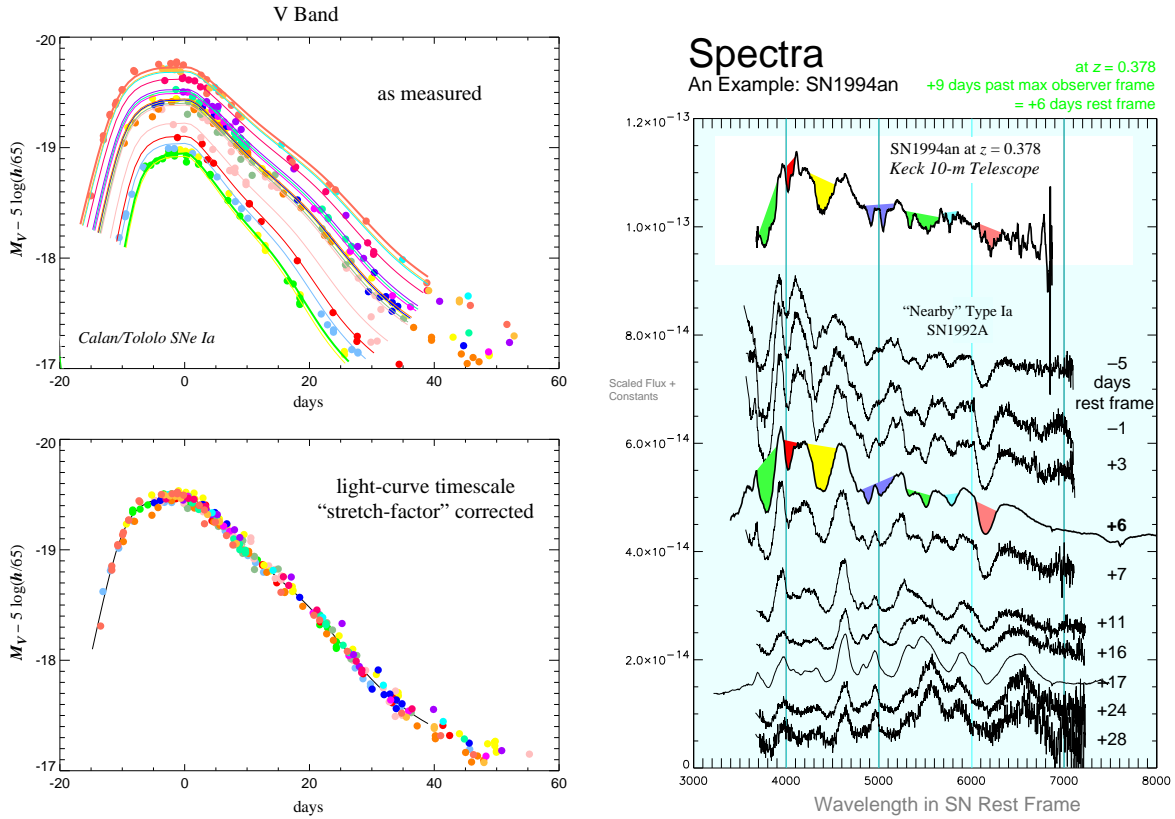 V Band
-20
-19
-18
-17
-20
0
20
40
60
days
M_V – 5 log(h/65)
as measured
Calan/Tololo SNe Ia
-20
-19
-18
-17
-20
0
20
40
60
days
M_V – 5 log(h/65)
light-curve timescale
“stretch-factor” corrected
Spectra
An Example: SN1994an
at z = 0.378
+9 days past max observer frame
= +6 days rest frame
1.2×10⁻¹³
1.0×10⁻¹³
8.0×10⁻¹⁴
6.0×10⁻¹⁴
4.0×10⁻¹⁴
2.0×10⁻¹⁴
0
Scaled Flux +
Constants
SN1994an at z = 0.378
Keck 10-m Telescope
“Nearby” Type Ia
SN1992A
–5
days
rest frame
–1
+3
+6
+7
+11
+16
+17
+24
+28
3000
4000
5000
6000
7000
8000
Wavelength in SN Rest Frame